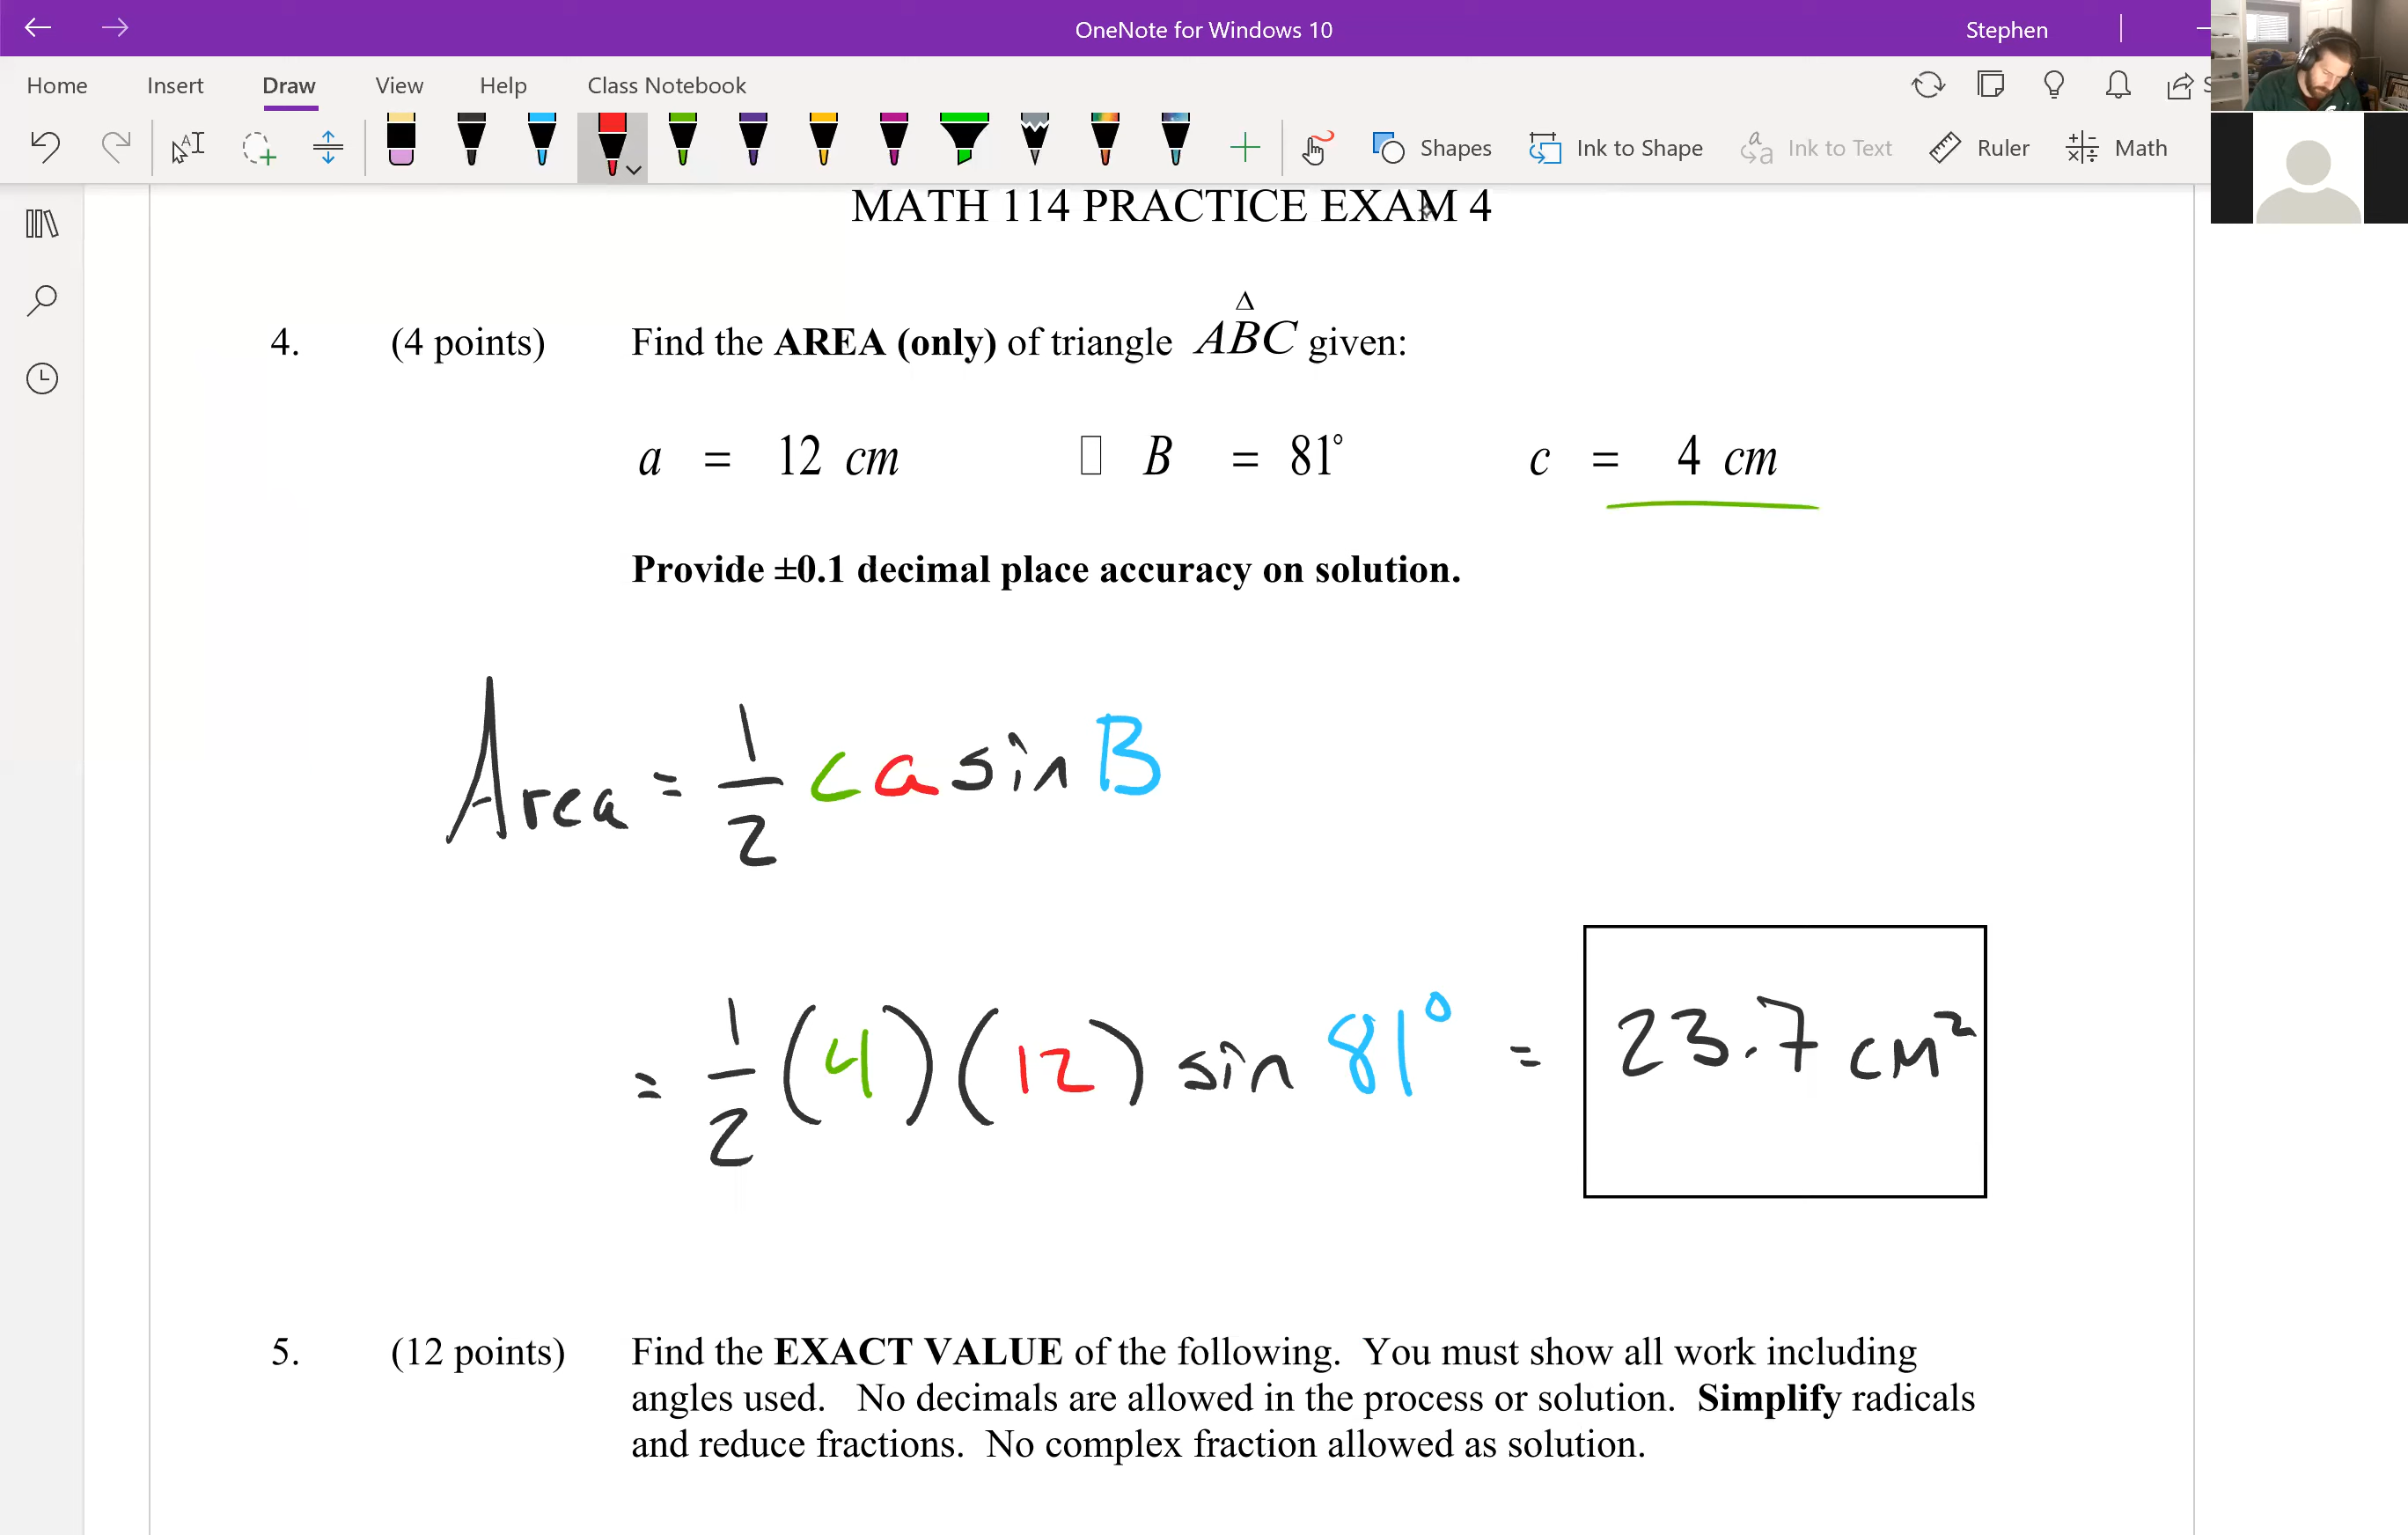 OneNote for Windows 10
Stephen
Home Insert Draw View Help Class Notebook
Shapes Ink to Shape Ink to Text Ruler Math
MATH 114 PRACTICE EXAM 4
4. (4 points) Find the AREA (only) of triangle ABC given:
a = 12 cm B = 81° c = 4 cm
Provide ±0.1 decimal place accuracy on solution.
Area = 1/2 c a sin B
= 1/2 (4)(12) sin 81° = 23.7 cm²
5. (12 points) Find the EXACT VALUE of the following. You must show all work including
angles used. No decimals are allowed in the process or solution. Simplify radicals
and reduce fractions. No complex fraction allowed as solution.